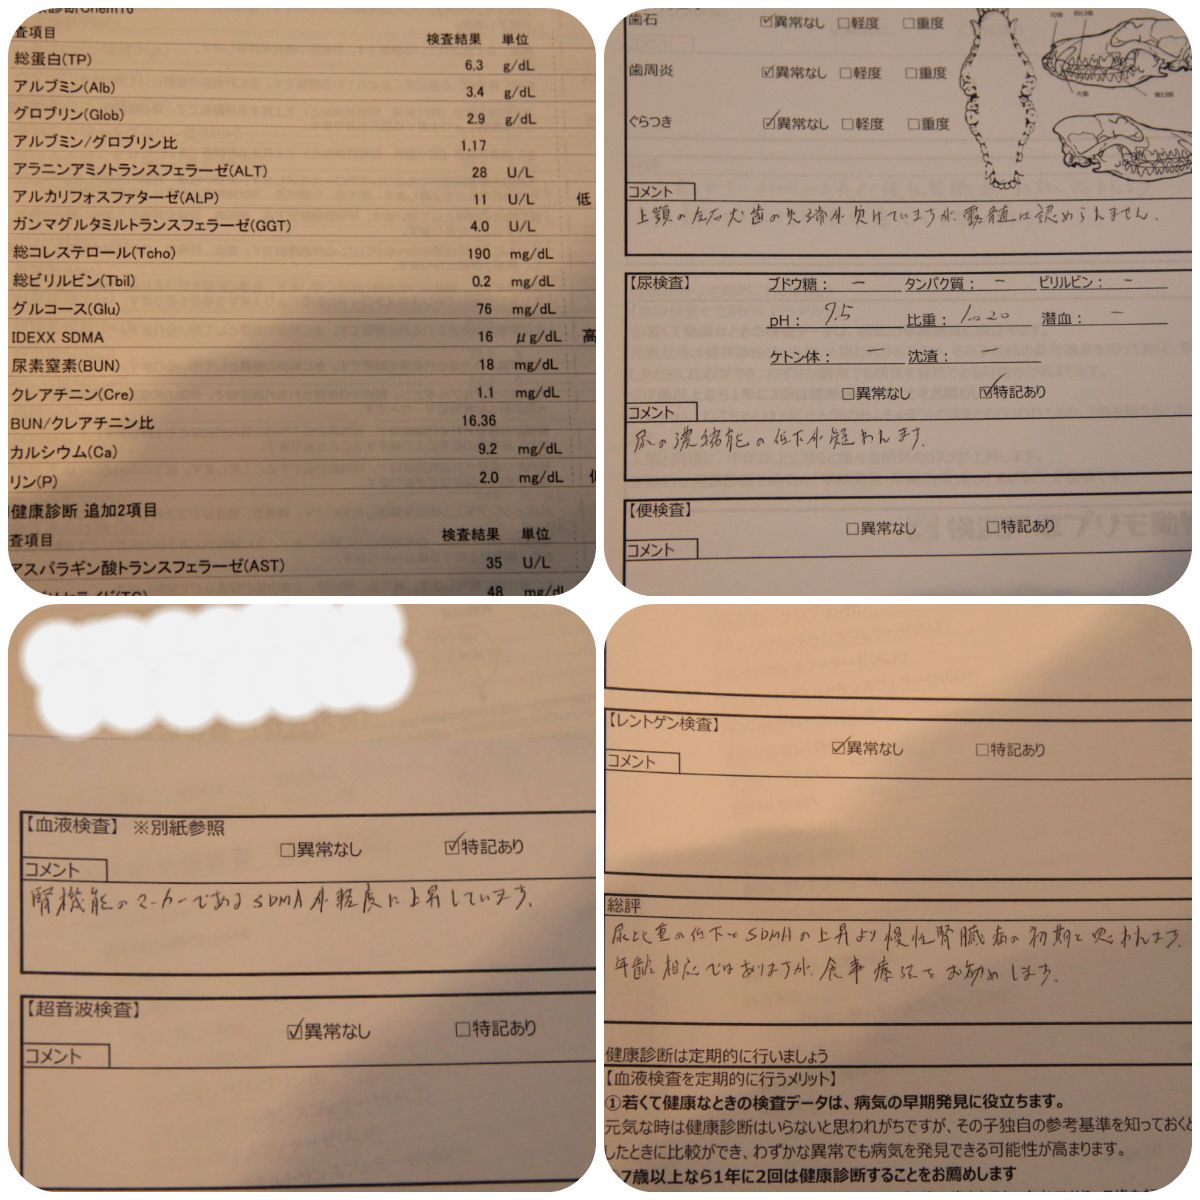 査項目 検査結果 単位
総蛋白(TP) 6.3 g/dL
アルブミン(Alb) 3.4 g/dL
グロブリン(Glob) 2.9 g/dL
アルブミン/グロブリン比 1.17
アラニンアミノトランスフェラーゼ(ALT) 28 U/L
アルカリフォスファターゼ(ALP) 11 U/L 低
ガンマグルタミルトランスフェラーゼ(GGT) 4.0 U/L
総コレステロール(Tcho) 190 mg/dL
総ビリルビン(Tbil) 0.2 mg/dL
グルコース(Glu) 76 mg/dL
IDEXX SDMA 16 μg/dL 高
尿素窒素(BUN) 18 mg/dL
クレアチニン(Cre) 1.1 mg/dL
BUN/クレアチニン比 16.36
カルシウム(Ca) 9.2 mg/dL
リン(P) 2.0 mg/dL
健康診断 追加2項目
査項目 検査結果 単位
アスパラギン酸トランスフェラーゼ(AST) 35 U/L
48 mg/dL
歯石 ☑異常なし □軽度 □重度
歯周炎 ☑異常なし □軽度 □重度
ぐらつき ☑異常なし □軽度 □重度
コメント
上顎の左右犬歯の先端が欠けていますが、露髄は認められません。
【尿検査】 ブドウ糖： － タンパク質： － ビリルビン： －
pH： 7.5 比重： 1.020 潜血： －
ケトン体： － 沈渣： －
□異常なし ☑特記あり
コメント
尿の濃縮能の低下が疑われます。
【便検査】 □異常なし □特記あり
コメント
【血液検査】 ※別紙参照
□異常なし ☑特記あり
コメント
腎機能のマーカーであるSDMAが軽度に上昇しています。
【超音波検査】
☑異常なし □特記あり
コメント
【レントゲン検査】
☑異常なし □特記あり
コメント
総評
尿比重の低下とSDMAの上昇より慢性腎臓病の初期と思われます。
年齢相応ではありますが、食事療法をお勧めします。
健康診断は定期的に行いましょう
【血液検査を定期的に行うメリット】
①若くて健康なときの検査データは、病気の早期発見に役立ちます。
元気な時は健康診断はいらないと思われがちですが、その子独自の参考基準を知っておくと
したときに比較ができ、わずかな異常でも病気を発見できる可能性が高まります。
7歳以上なら1年に2回は健康診断することをお薦めします